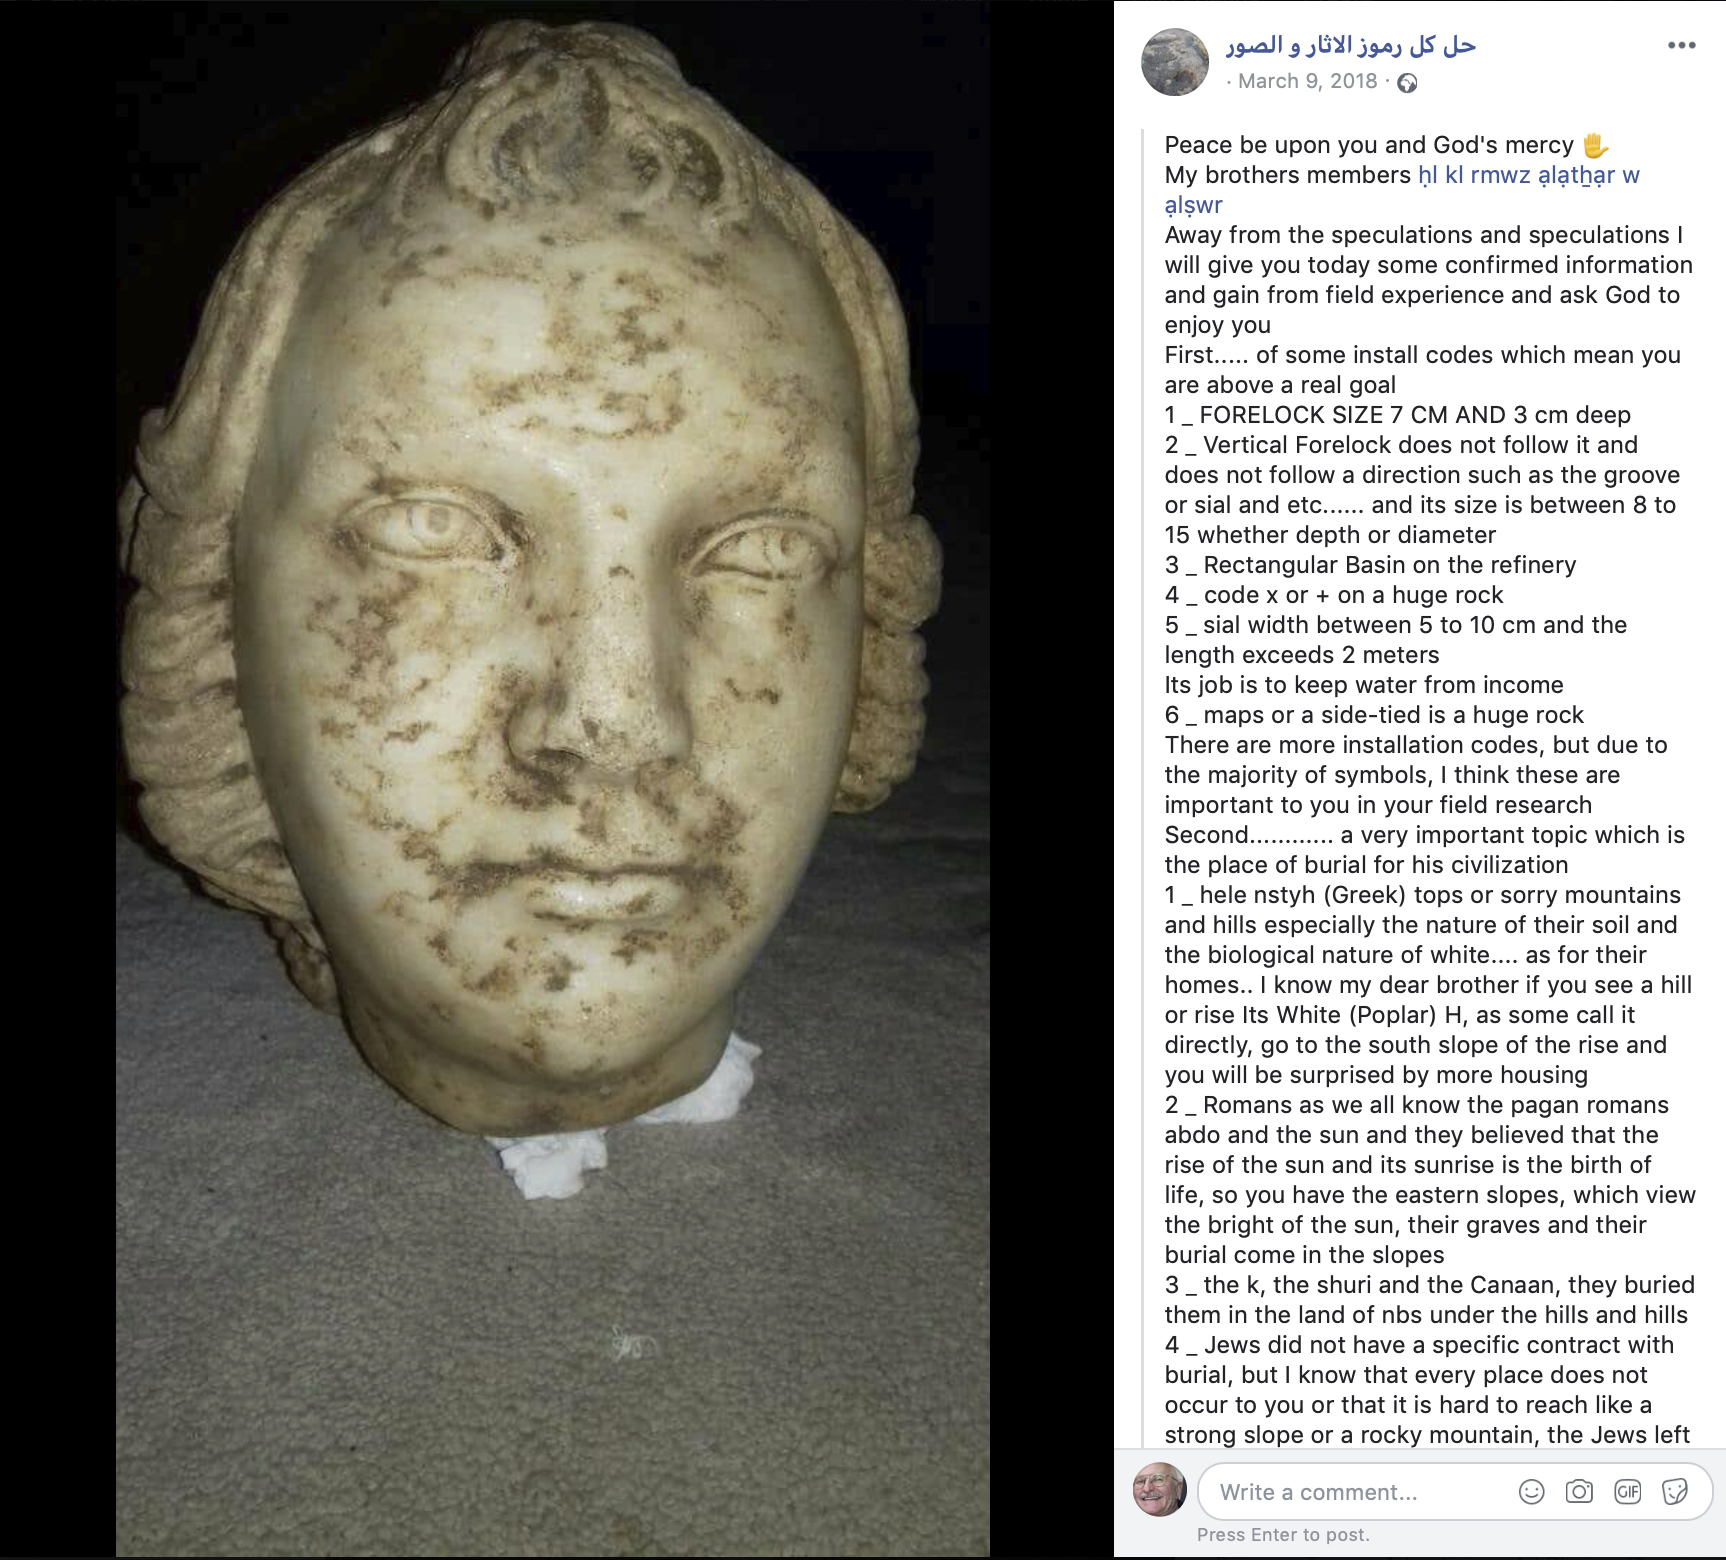 حل كل رموز الاثار و الصور
· March 9, 2018 ·
Peace be upon you and God's mercy 🤚
My brothers members ḥl kl rmwz ạlạtẖạr w
ạlṣwr
Away from the speculations and speculations I
will give you today some confirmed information
and gain from field experience and ask God to
enjoy you
First..... of some install codes which mean you
are above a real goal
1 _ FORELOCK SIZE 7 CM AND 3 cm deep
2 _ Vertical Forelock does not follow it and
does not follow a direction such as the groove
or sial and etc...... and its size is between 8 to
15 whether depth or diameter
3 _ Rectangular Basin on the refinery
4 _ code x or + on a huge rock
5 _ sial width between 5 to 10 cm and the
length exceeds 2 meters
Its job is to keep water from income
6 _ maps or a side-tied is a huge rock
There are more installation codes, but due to
the majority of symbols, I think these are
important to you in your field research
Second............ a very important topic which is
the place of burial for his civilization
1 _ hele nstyh (Greek) tops or sorry mountains
and hills especially the nature of their soil and
the biological nature of white.... as for their
homes.. I know my dear brother if you see a hill
or rise Its White (Poplar) H, as some call it
directly, go to the south slope of the rise and
you will be surprised by more housing
2 _ Romans as we all know the pagan romans
abdo and the sun and they believed that the
rise of the sun and its sunrise is the birth of
life, so you have the eastern slopes, which view
the bright of the sun, their graves and their
burial come in the slopes
3 _ the k, the shuri and the Canaan, they buried
them in the land of nbs under the hills and hills
4 _ Jews did not have a specific contract with
burial, but I know that every place does not
occur to you or that it is hard to reach like a
strong slope or a rocky mountain, the Jews left
Write a comment...
GIF
Press Enter to post.